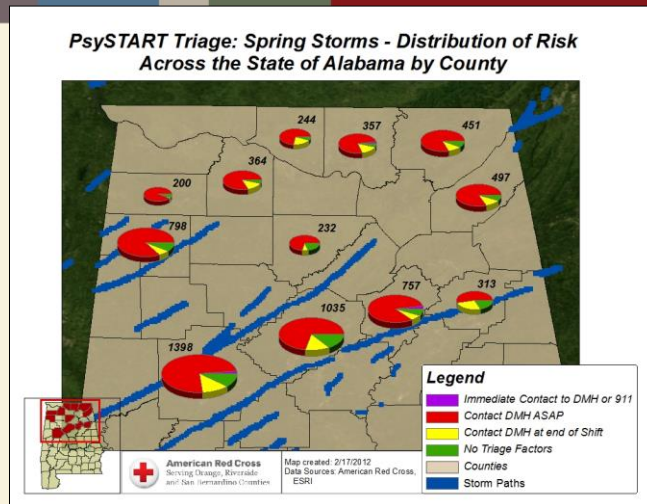 PsySTART Triage: Spring Storms - Distribution of Risk
Across the State of Alabama by County
244
357
451
364
200
497
798
232
757
313
1035
1398
Legend
Immediate Contact to DMH or 911
Contact DMH ASAP
Contact DMH at end of Shift
No Triage Factors
Counties
Storm Paths
American Red Cross
Serving Orange, Riverside
and San Bernardino Counties
Map created: 2/17/2012
Data Sources: American Red Cross,
ESRI